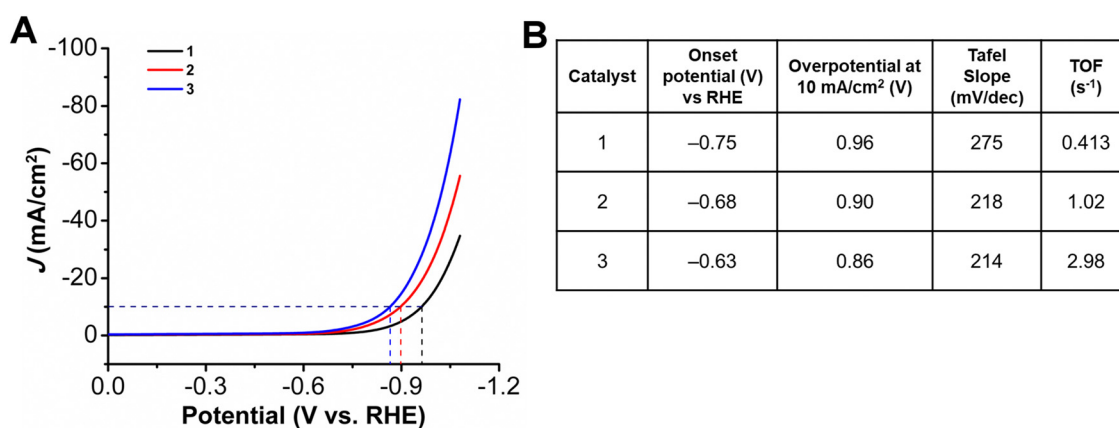 A
-100
-80
-60
-40
-20
0
J (mA/cm²)
1
2
3
0.0 -0.3 -0.6 -0.9 -1.2
Potential (V vs. RHE)
B
Catalyst
Onset
potential (V)
vs RHE
Overpotential at
10 mA/cm² (V)
Tafel
Slope
(mV/dec)
TOF
(s⁻¹)
1 –0.75 0.96 275 0.413
2 –0.68 0.90 218 1.02
3 –0.63 0.86 214 2.98